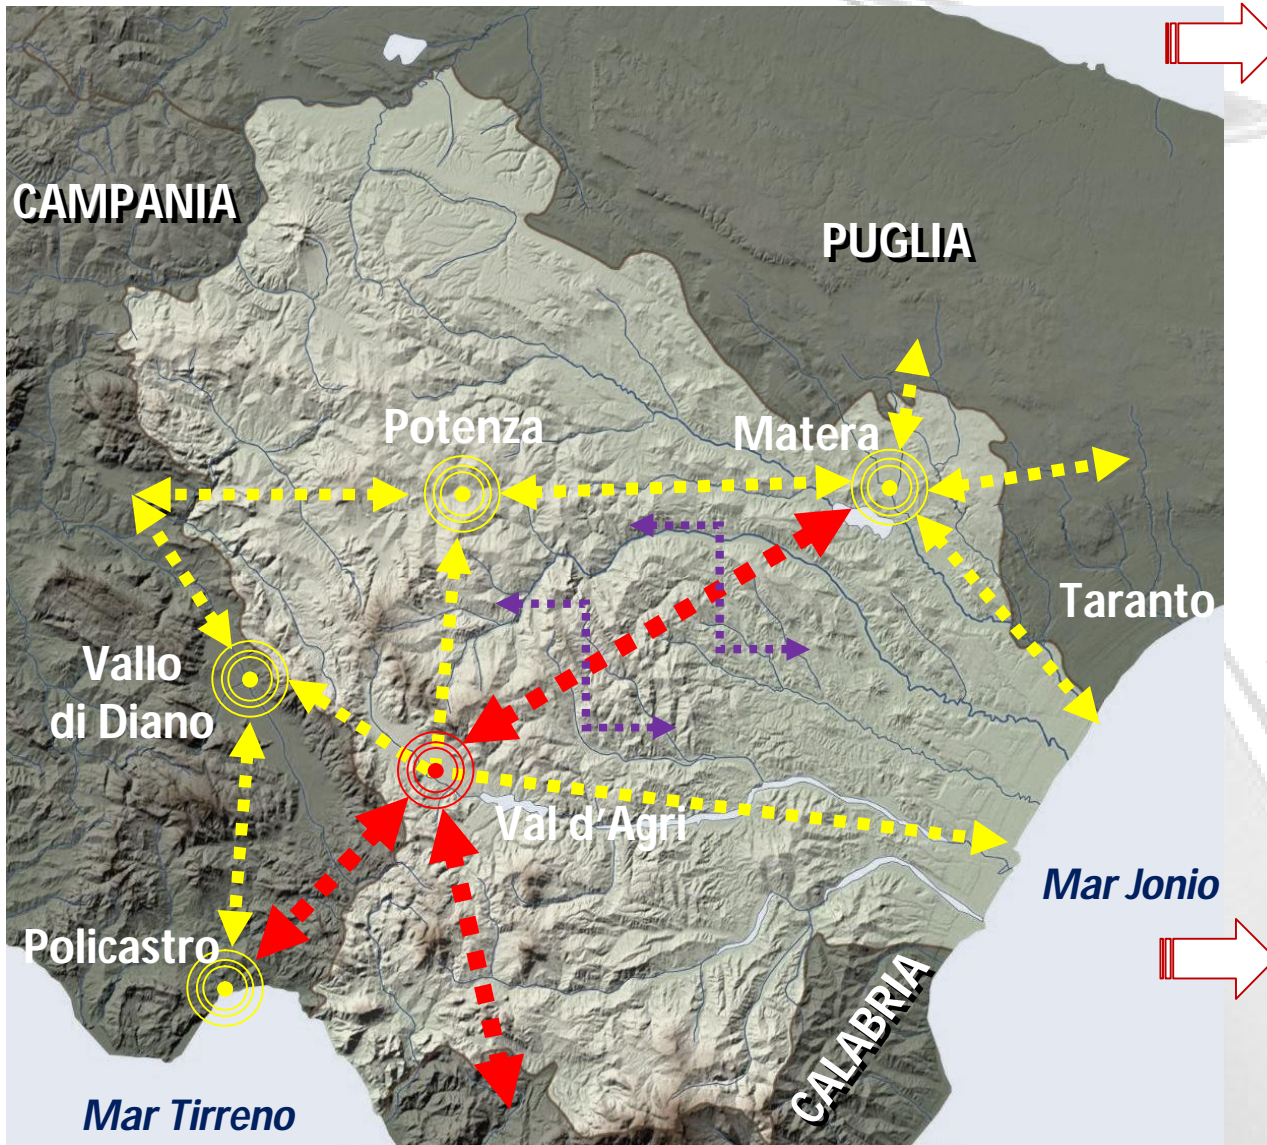 CAMPANIA
PUGLIA
Potenza
Matera
Taranto
Vallo
di Diano
Val d'Agri
Mar Jonio
Policastro
CALABRIA
Mar Tirreno